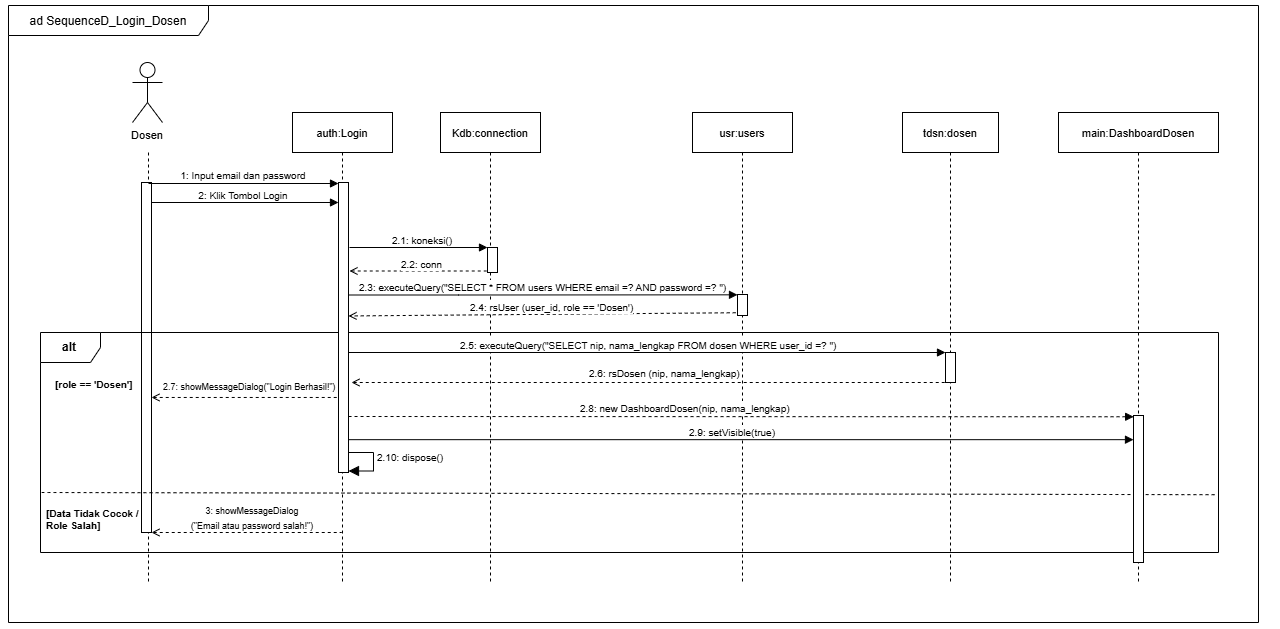 ad SequenceD_Login_Dosen
Dosen
auth:Login
Kdb:connection
usr:users
tdsn:dosen
main:DashboardDosen
1: Input email dan password
2: Klik Tombol Login
2.1: koneksi()
2.2: conn
2.3: executeQuery("SELECT * FROM users WHERE email =? AND password =? ")
2.4: rsUser (user_id, role == 'Dosen')
alt
2.5: executeQuery("SELECT nip, nama_lengkap FROM dosen WHERE user_id =? ")
2.6: rsDosen (nip, nama_lengkap)
[role == 'Dosen']
2.7: showMessageDialog("Login Berhasil!")
2.8: new DashboardDosen(nip, nama_lengkap)
2.9: setVisible(true)
2.10: dispose()
[Data Tidak Cocok /
Role Salah]
3: showMessageDialog
("Email atau password salah!")